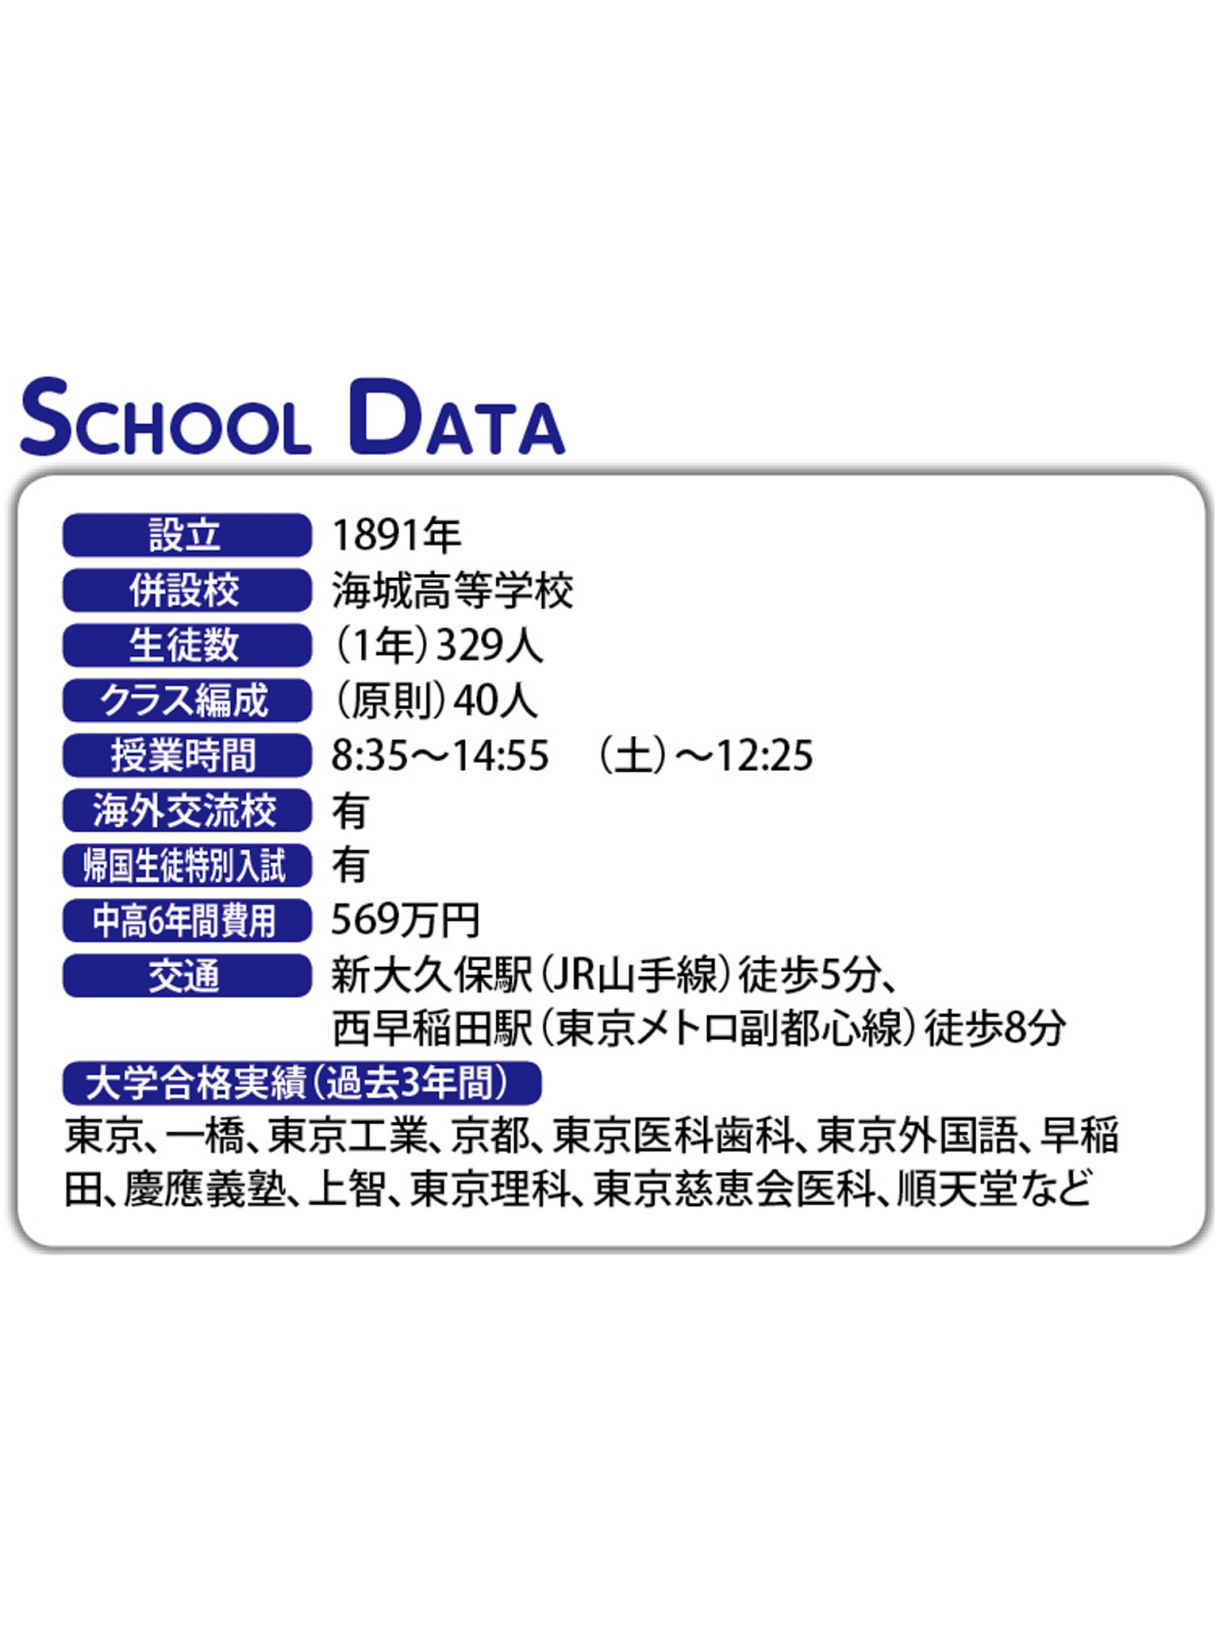 SCHOOL DATA
設立 1891年
併設校 海城高等学校
生徒数 （1年）329人
クラス編成 （原則）40人
授業時間 8:35〜14:55　（土）〜12:25
海外交流校 有
帰国生徒特別入試 有
中高6年間費用 569万円
交通 新大久保駅（JR山手線）徒歩5分、
西早稲田駅（東京メトロ副都心線）徒歩8分
大学合格実績（過去3年間）
東京、一橋、東京工業、京都、東京医科歯科、東京外国語、早稲
田、慶應義塾、上智、東京理科、東京慈恵会医科、順天堂など